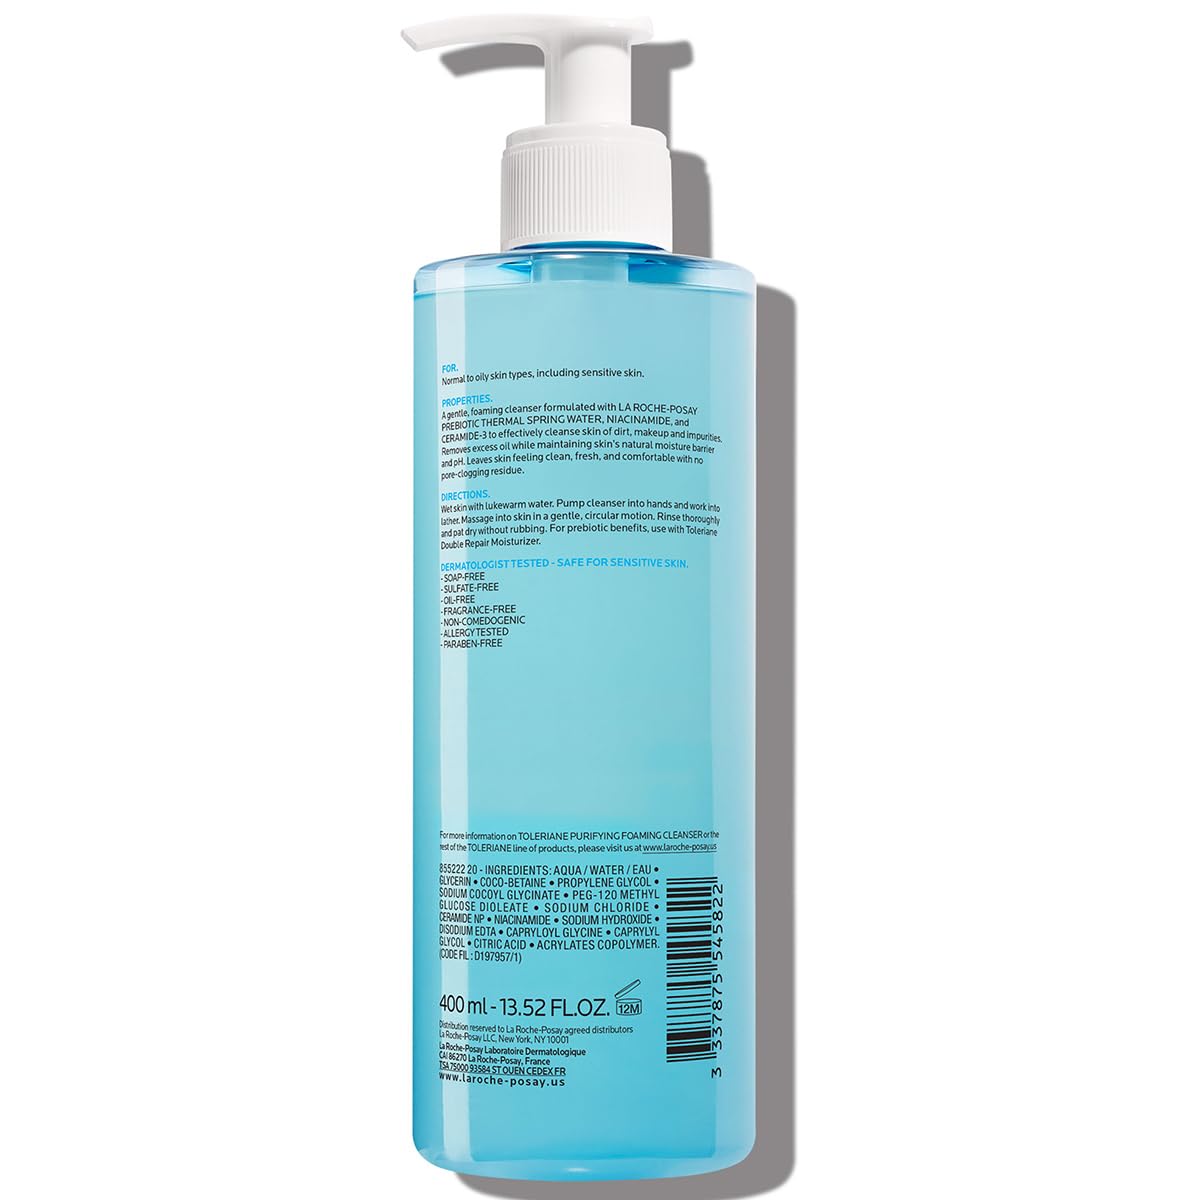 FOR.
Normal to oily skin types, including sensitive skin.
PROPERTIES.
A gentle, foaming cleanser formulated with LA ROCHE-POSAY
PREBIOTIC THERMAL SPRING WATER, NIACINAMIDE, and
CERAMIDE-3 to effectively cleanse skin of dirt, makeup and impurities.
Removes excess oil while maintaining skin's natural moisture barrier
and pH. Leaves skin feeling clean, fresh, and comfortable with no
pore-clogging residue.
DIRECTIONS.
Wet skin with lukewarm water. Pump cleanser into hands and work into
lather. Massage into skin in a gentle, circular motion. Rinse thoroughly
and pat dry without rubbing. For prebiotic benefits, use with Toleriane
Double Repair Moisturizer.
DERMATOLOGIST TESTED - SAFE FOR SENSITIVE SKIN.
- SOAP-FREE
- SULFATE-FREE
- OIL-FREE
- FRAGRANCE-FREE
- NON-COMEDOGENIC
- ALLERGY TESTED
- PARABEN-FREE
For more information on TOLERIANE PURIFYING FOAMING CLEANSER or the
rest of the TOLERIANE line of products, please visit us at www.laroche-posay.us
855222 20 - INGREDIENTS: AQUA / WATER / EAU •
GLYCERIN • COCO-BETAINE • PROPYLENE GLYCOL •
SODIUM COCOYL GLYCINATE • PEG-120 METHYL
GLUCOSE DIOLEATE • SODIUM CHLORIDE •
CERAMIDE NP • NIACINAMIDE • SODIUM HYDROXIDE •
DISODIUM EDTA • CAPRYLOYL GLYCINE • CAPRYLYL
GLYCOL • CITRIC ACID • ACRYLATES COPOLYMER.
(CODE FIL : D197957/1)
400 ml - 13.52 FL.OZ.
12M
Distribution reserved to La Roche-Posay agreed distributors
La Roche-Posay LLC, New York, NY 10001
La Roche-Posay Laboratoire Dermatologique
CAI 86270 La Roche-Posay, France
TSA 75000 93584 ST OUEN CEDEX FR
www.laroche-posay.us
3 337875 545822